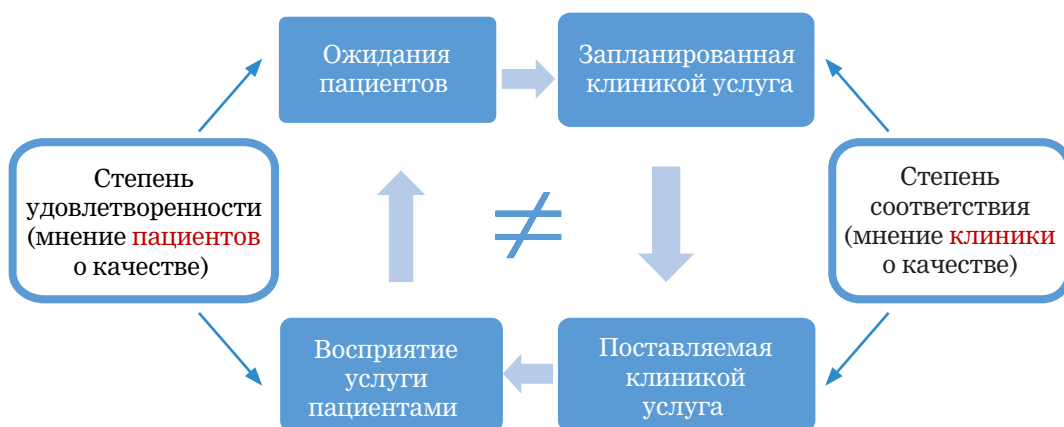 Ожидания
пациентов
Запланированная
клиникой услуга
Степень
удовлетворенности
(мнение пациентов
о качестве)
≠
Степень
соответствия
(мнение клиники
о качестве)
Восприятие
услуги
пациентами
Поставляемая
клиникой
услуга